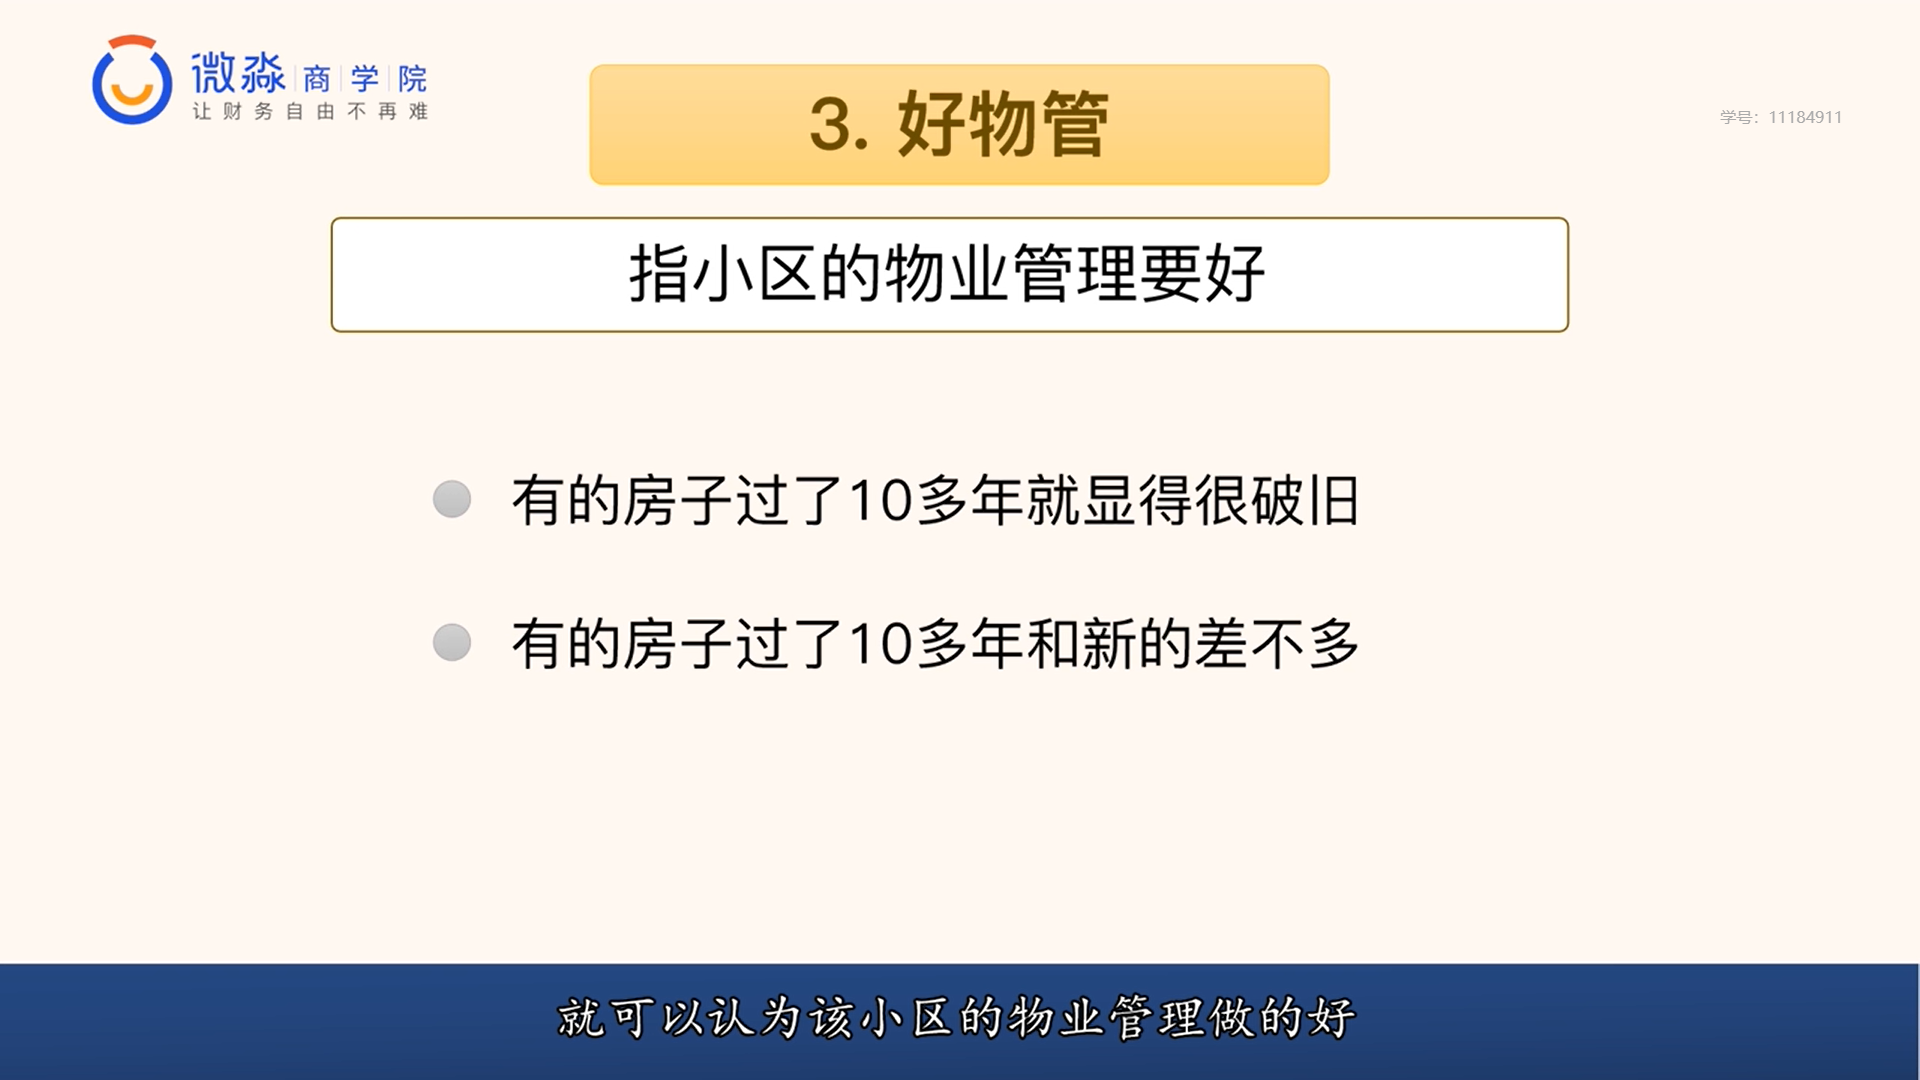 微淼商学院
让财务自由不再难
3. 好物管
学号：11184911
指小区的物业管理要好
有的房子过了10多年就显得很破旧
有的房子过了10多年和新的差不多
就可以认为该小区的物业管理做的好